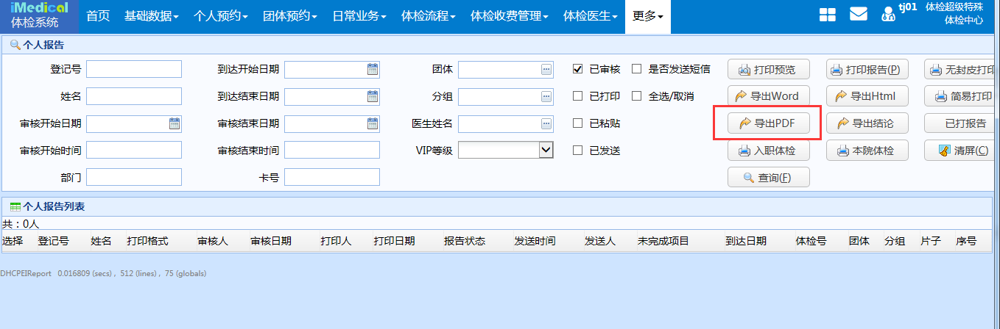 iMedical
体检系统
首页 基础数据 个人预约 团体预约 日常业务 体检流程 体检收费管理 体检医生 更多
tj01 体检超级特殊
体检中心
个人报告
登记号 到达开始日期 团体 已审核 是否发送短信 打印预览 打印报告(P) 无封皮打印
姓名 到达结束日期 分组 已打印 全选/取消 导出Word 导出Html 简易打印
审核开始日期 审核结束日期 医生姓名 已粘贴 导出PDF 导出结论 已打报告
审核开始时间 审核结束时间 VIP等级 已发送 入职体检 本院体检 清屏(C)
部门 卡号 查询(F)
个人报告列表
共：0人
选择 登记号 姓名 打印格式 审核人 审核日期 打印人 打印日期 报告状态 发送时间 发送人 未完成项目 到达日期 体检号 团体 分组 片子 序号
DHCPEIReport 0.016809 (secs) , 512 (lines) , 75 (globals)